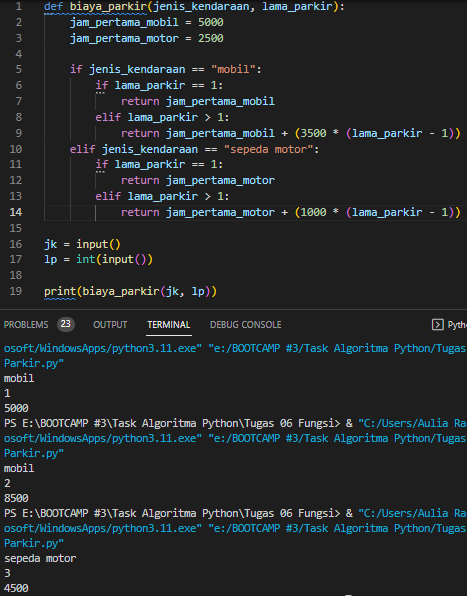 1 def biaya_parkir(jenis_kendaraan, lama_parkir):
2     jam_pertama_mobil = 5000
3     jam_pertama_motor = 2500
4
5     if jenis_kendaraan == "mobil":
6         if lama_parkir == 1:
7             return jam_pertama_mobil
8         elif lama_parkir > 1:
9             return jam_pertama_mobil + (3500 * (lama_parkir - 1))
10     elif jenis_kendaraan == "sepeda motor":
11         if lama_parkir == 1:
12             return jam_pertama_motor
13         elif lama_parkir > 1:
14             return jam_pertama_motor + (1000 * (lama_parkir - 1))
15
16 jk = input()
17 lp = int(input())
18
19 print(biaya_parkir(jk, lp))
PROBLEMS 23 OUTPUT TERMINAL DEBUG CONSOLE Pyth
osoft/WindowsApps/python3.11.exe" "e:/BOOTCAMP #3/Task Algoritma Python/Tugas
Parkir.py"
mobil
1
5000
PS E:\BOOTCAMP #3\Task Algoritma Python\Tugas 06 Fungsi> & "C:/Users/Aulia Ra
osoft/WindowsApps/python3.11.exe" "e:/BOOTCAMP #3/Task Algoritma Python/Tugas
Parkir.py"
mobil
2
8500
PS E:\BOOTCAMP #3\Task Algoritma Python\Tugas 06 Fungsi> & "C:/Users/Aulia Ra
osoft/WindowsApps/python3.11.exe" "e:/BOOTCAMP #3/Task Algoritma Python/Tugas
Parkir.py"
sepeda motor
3
4500